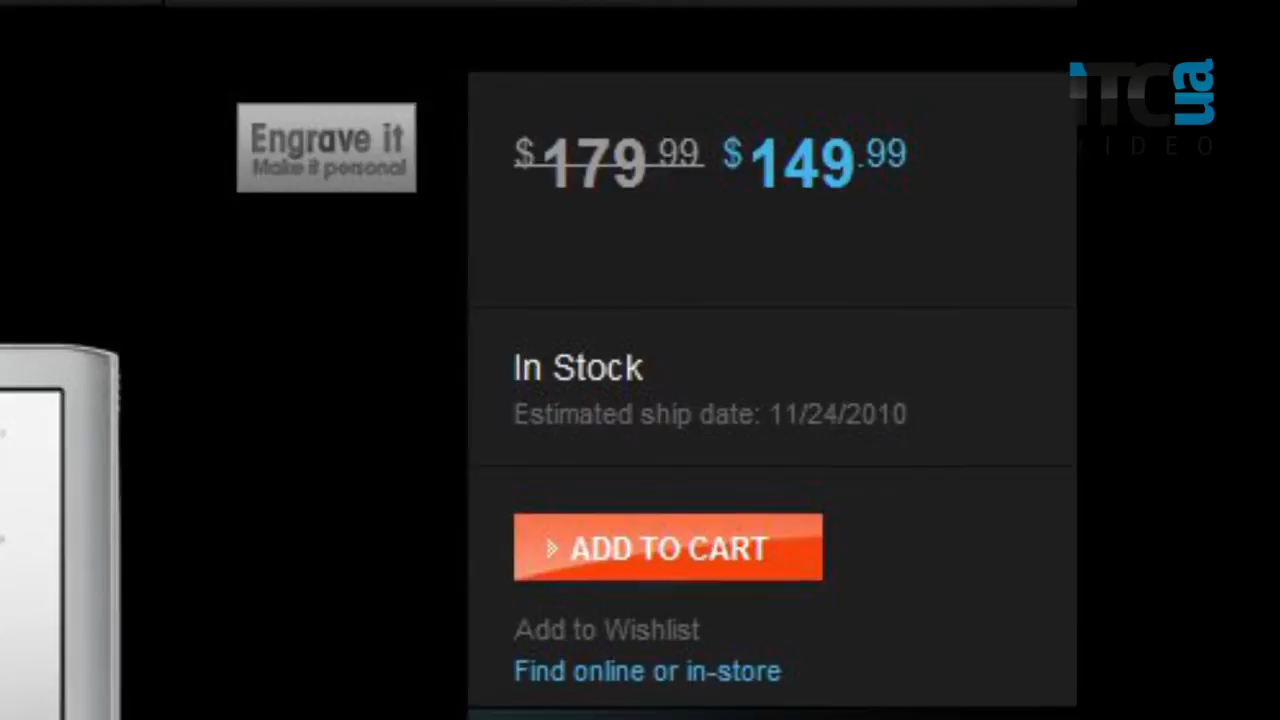 ITC ua
VIDEO
Engrave it
Make it personal
$179.99 $149.99
In Stock
Estimated ship date: 11/24/2010
ADD TO CART
Add to Wishlist
Find online or in-store